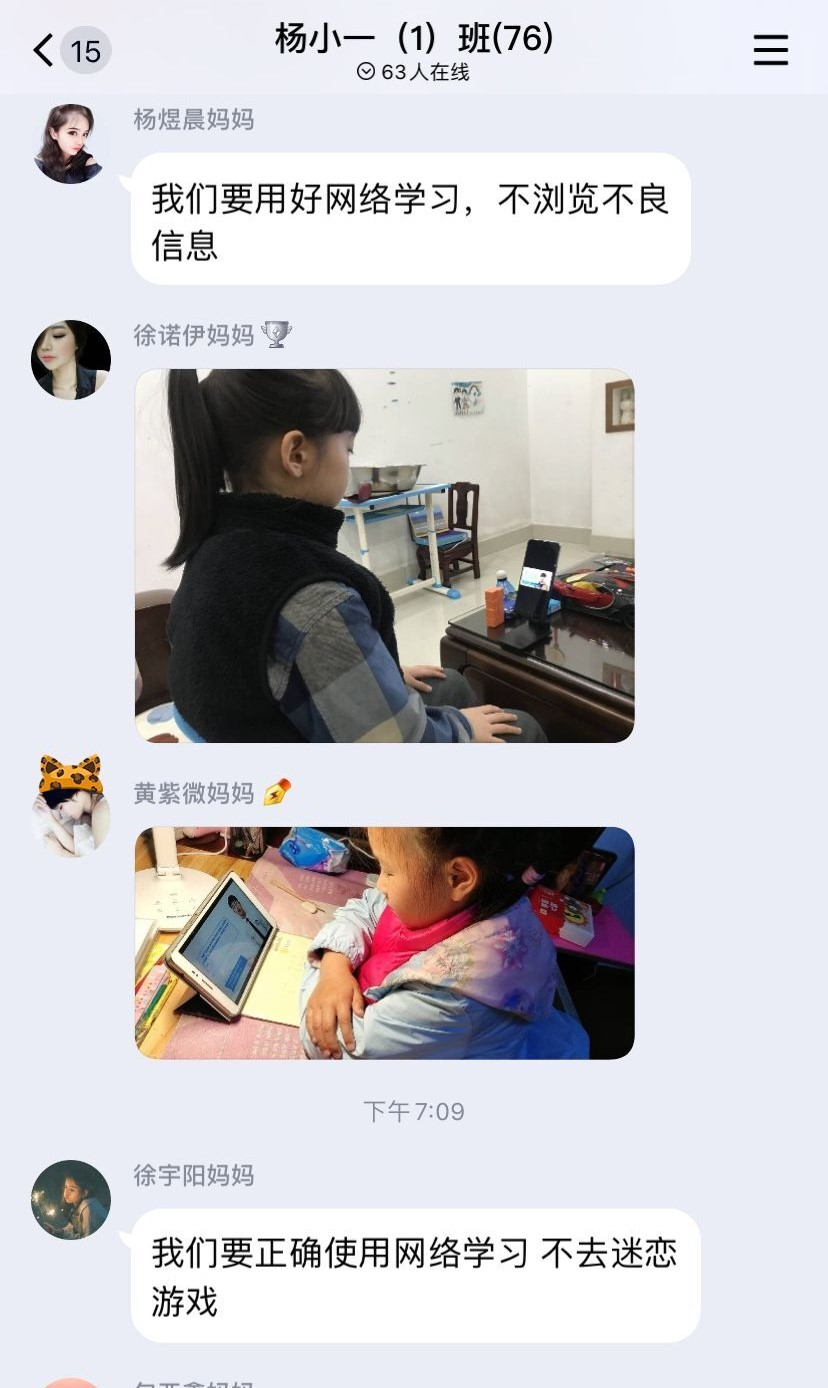 15
杨小一（1）班(76)
63人在线
杨煜晨妈妈
我们要用好网络学习，不浏览不良
信息
徐诺伊妈妈
黄紫微妈妈
下午 7:09
徐宇阳妈妈
我们要正确使用网络学习 不去迷恋
游戏